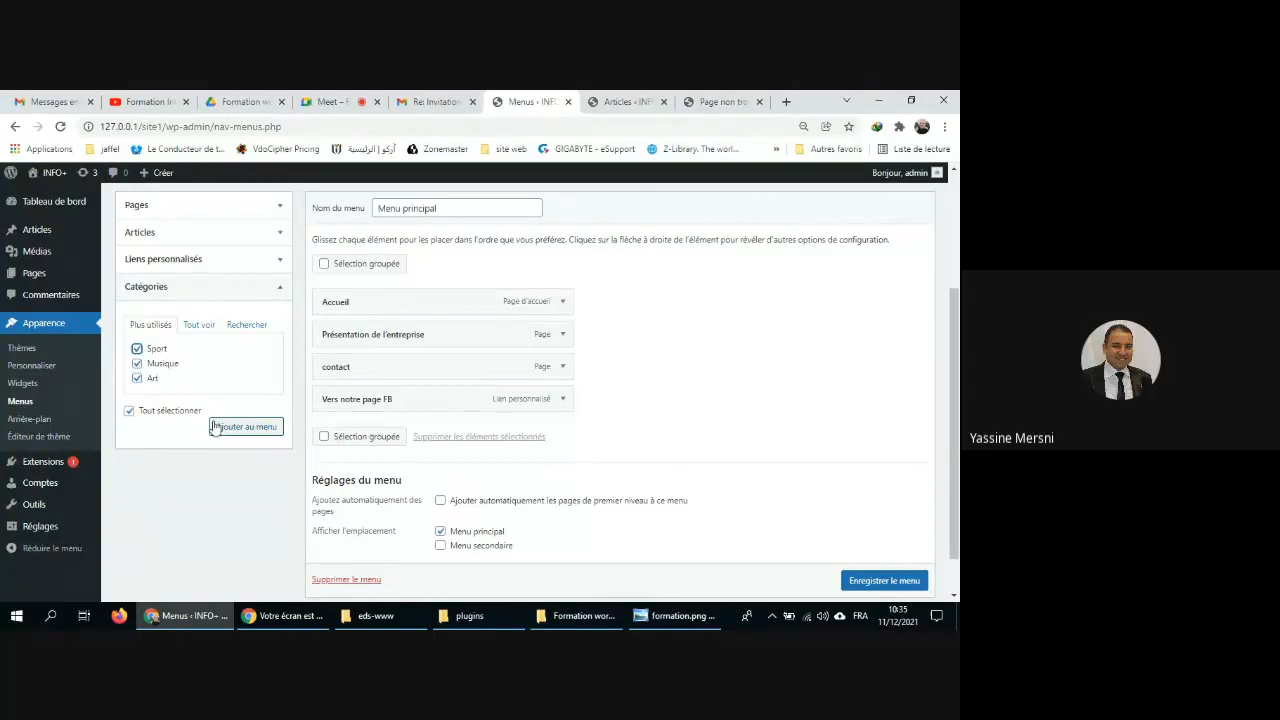 Messages en
Formation In
Formation wo
Meet – F
Re: Invitation
Menus ‹ INFO
Articles ‹ INF
Page non tro
127.0.0.1/site1/wp-admin/nav-menus.php
Applications
jaffel
Le Conducteur de t...
VdoCipher Pricing
أركو | الرئيسية
Zonemaster
site web
GIGABYTE - eSupport
Z-Library. The worl...
»
Autres favoris
Liste de lecture
INFO+
3
0
Créer
Bonjour, admin
Tableau de bord
Articles
Médias
Pages
Commentaires
Apparence
Thèmes
Personnaliser
Widgets
Menus
Arrière-plan
Éditeur de thème
Extensions 1
Comptes
Outils
Réglages
Réduire le menu
Pages
Articles
Liens personnalisés
Catégories
Plus utilisés
Tout voir
Rechercher
Sport
Musique
Art
Tout sélectionner
Ajouter au menu
Nom du menu
Menu principal
Glissez chaque élément pour les placer dans l'ordre que vous préférez. Cliquez sur la flèche à droite de l'élément pour révéler d'autres options de configuration.
Sélection groupée
Accueil
Page d'accueil
Présentation de l'entreprise
Page
contact
Page
Vers notre page FB
Lien personnalisé
Sélection groupée
Supprimer les éléments sélectionnés
Réglages du menu
Ajoutez automatiquement des
pages
Ajouter automatiquement les pages de premier niveau à ce menu
Afficher l'emplacement
Menu principal
Menu secondaire
Supprimer le menu
Enregistrer le menu
Menus ‹ INFO+ ...
Votre écran est ...
eds-www
plugins
Formation wor...
formation.png ...
FRA
10:35
11/12/2021
Yassine Mersni